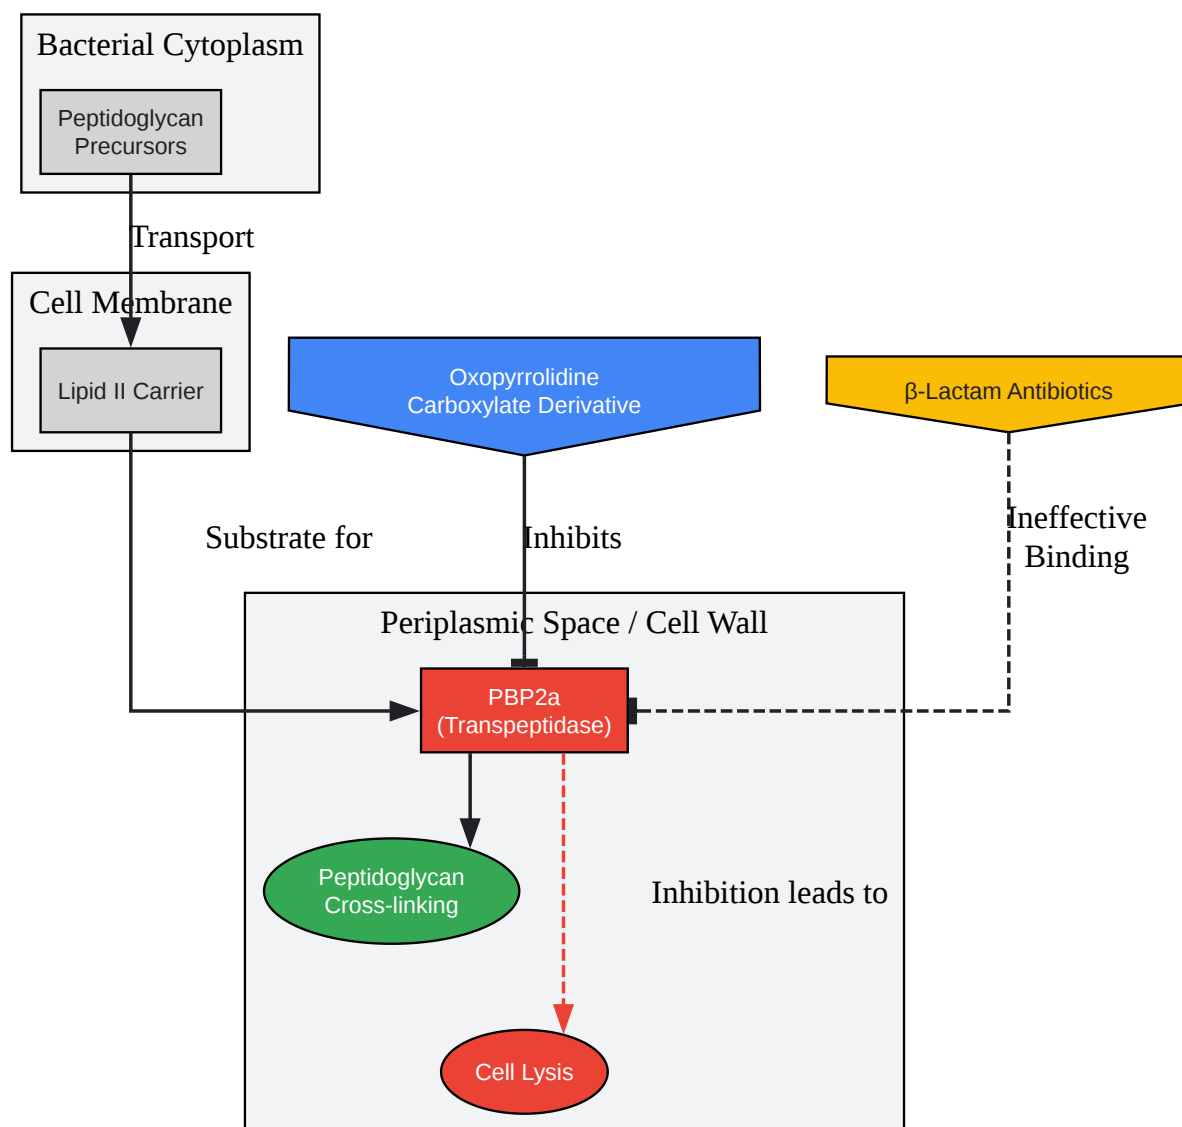 Bacterial Cytoplasm
Peptidoglycan
Precursors
Transport
Cell Membrane
Lipid II Carrier
Oxopyrrolidine
Carboxylate Derivative
β-Lactam Antibiotics
Substrate for
Inhibits
Ineffective
Binding
Periplasmic Space / Cell Wall
PBP2a
(Transpeptidase)
Peptidoglycan
Cross-linking
Inhibition leads to
Cell Lysis